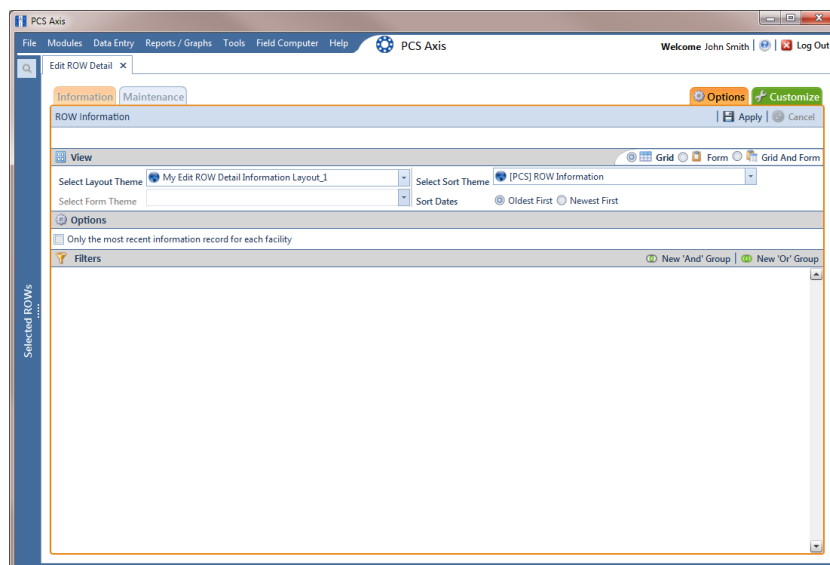 PCS Axis
File Modules Data Entry Reports / Graphs Tools Field Computer Help PCS Axis Welcome John Smith Log Out
Edit ROW Detail
Information Maintenance Options Customize
ROW Information Apply Cancel
View Grid Form Grid And Form
Select Layout Theme My Edit ROW Detail Information Layout_1 Select Sort Theme [PCS] ROW Information
Select Form Theme Sort Dates Oldest First Newest First
Options
Only the most recent information record for each facility
Filters New 'And' Group New 'Or' Group
Selected ROWs